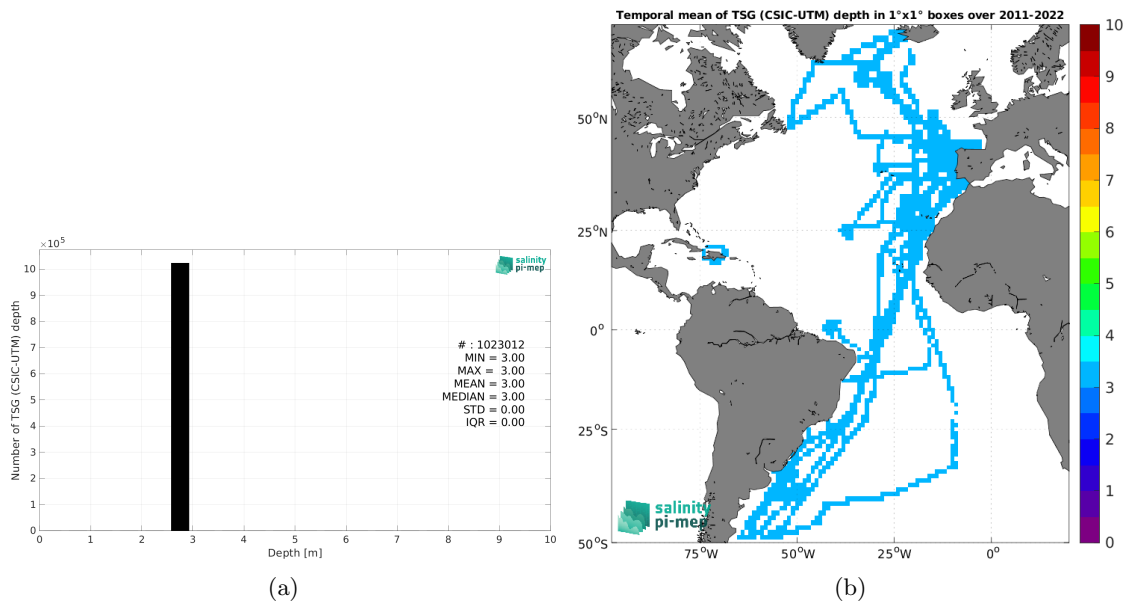 ×10⁵
10
9
8
7
6
5
4
3
2
1
0
Number of TSG (CSIC-UTM) depth
0 1 2 3 4 5 6 7 8 9 10
Depth [m]
salinity
pi-mep
# : 1023012
MIN = 3.00
MAX = 3.00
MEAN = 3.00
MEDIAN = 3.00
STD = 0.00
IQR = 0.00
(a)
Temporal mean of TSG (CSIC-UTM) depth in 1°x1° boxes over 2011-2022
50°N
25°N
0°
25°S
50°S
75°W 50°W 25°W 0°
salinity
pi-mep
10
9
8
7
6
5
4
3
2
1
0
(b)